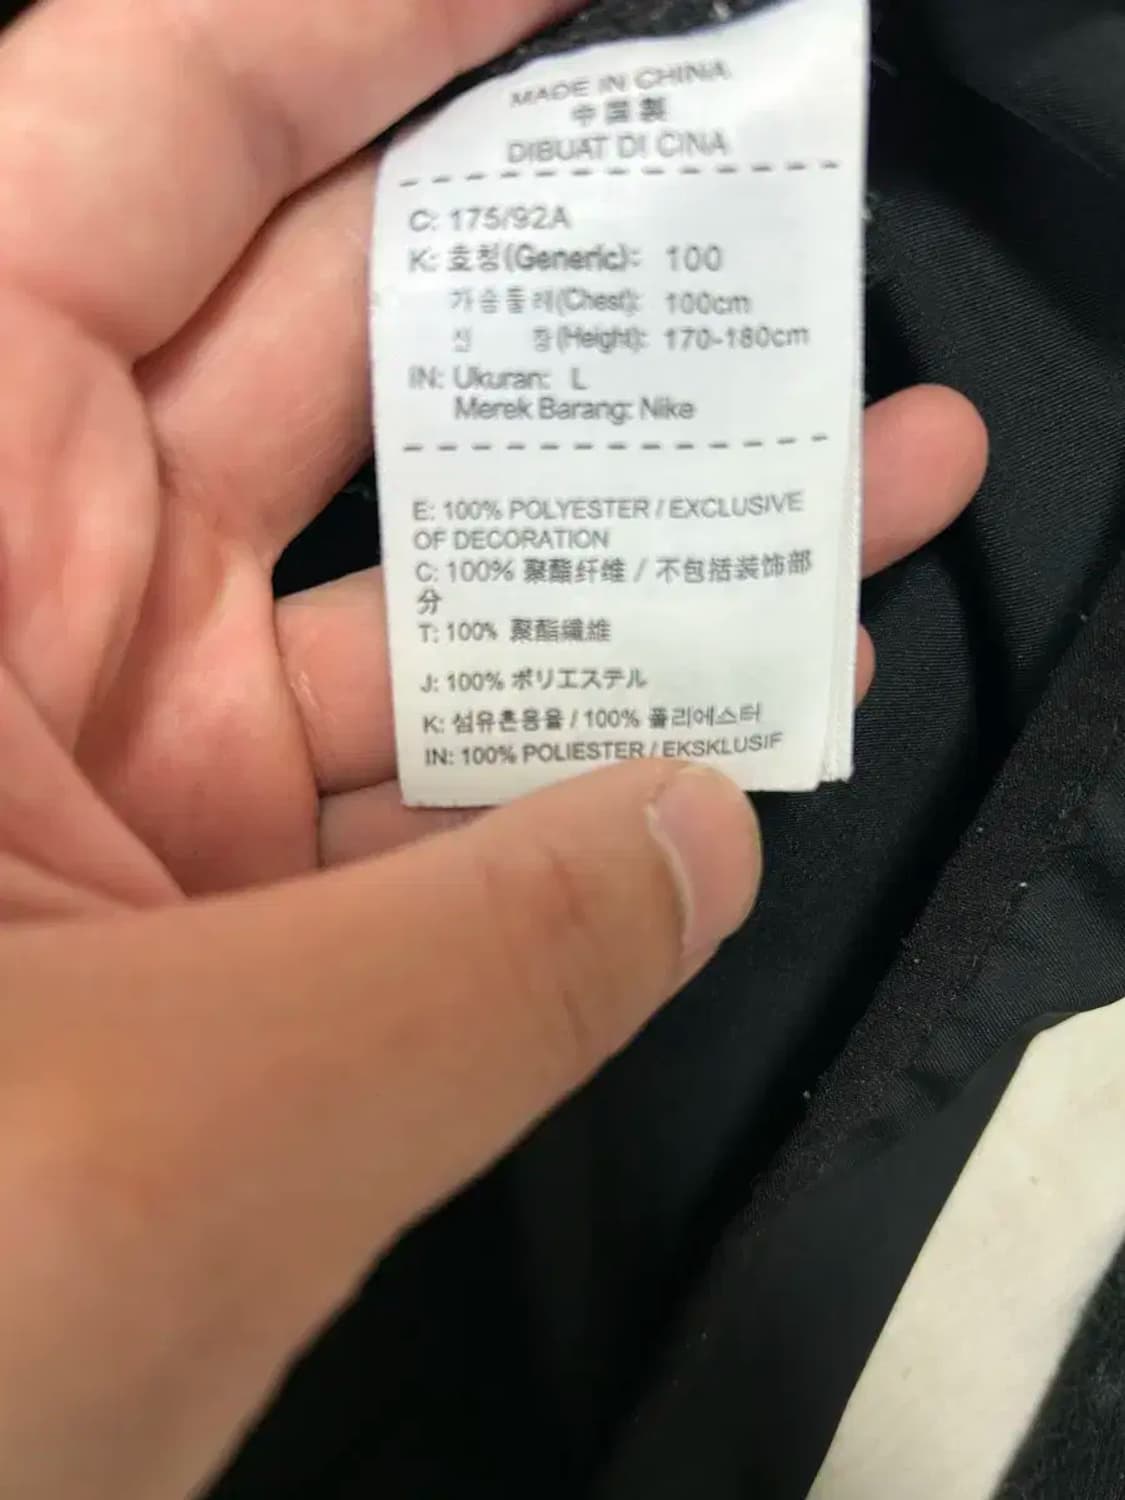 MADE IN CHINA
中国製
DIBUAT DI CINA
C: 175/92A
K: 호칭(Generic): 100
가슴둘레(Chest): 100cm
신 장(Height): 170-180cm
IN: Ukuran: L
Merek Barang: Nike
E: 100% POLYESTER / EXCLUSIVE
OF DECORATION
C: 100% 聚酯纤维 / 不包括装饰部
分
T: 100% 聚酯纖維
J: 100% ポリエステル
K: 섬유혼용율 / 100% 폴리에스터
IN: 100% POLIESTER / EKSKLUSIF